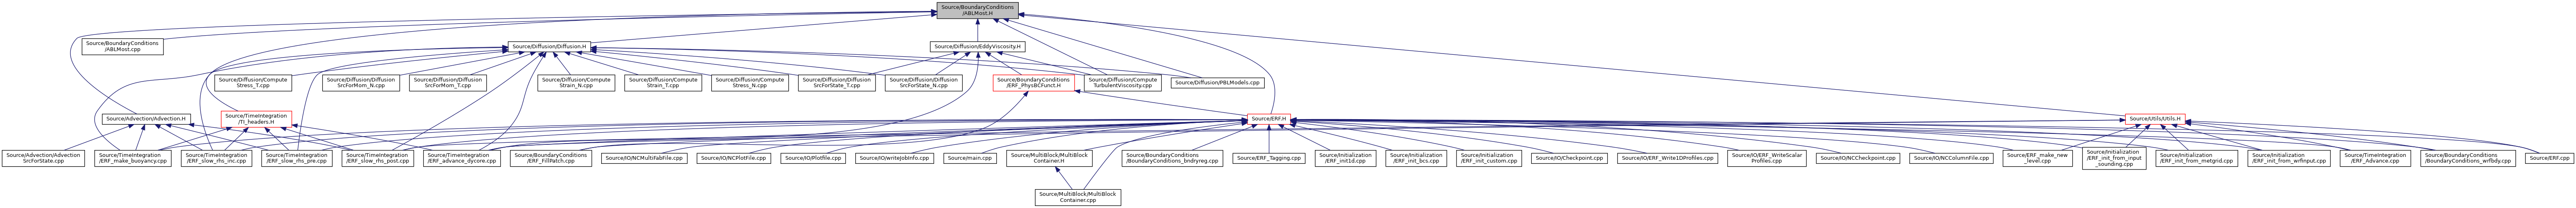 Source/BoundaryConditions
/ABLMost.H
Source/BoundaryConditions
/ABLMost.cpp
Source/Diffusion/Diffusion.H
Source/Diffusion/EddyViscosity.H
Source/Diffusion/Compute
Stress_T.cpp
Source/Diffusion/Diffusion
SrcForMom_N.cpp
Source/Diffusion/Diffusion
SrcForMom_T.cpp
Source/Diffusion/Compute
Strain_N.cpp
Source/Diffusion/Compute
Strain_T.cpp
Source/Diffusion/Compute
Stress_N.cpp
Source/Diffusion/Diffusion
SrcForState_T.cpp
Source/Diffusion/Diffusion
SrcForState_N.cpp
Source/BoundaryConditions
/ERF_PhysBCFunct.H
Source/Diffusion/Compute
TurbulentViscosity.cpp
Source/Diffusion/PBLModels.cpp
Source/Advection/Advection.H
Source/TimeIntegration
/TI_headers.H
Source/ERF.H
Source/Utils/Utils.H
Source/Advection/Advection
SrcForState.cpp
Source/TimeIntegration
/ERF_make_buoyancy.cpp
Source/TimeIntegration
/ERF_slow_rhs_inc.cpp
Source/TimeIntegration
/ERF_slow_rhs_pre.cpp
Source/TimeIntegration
/ERF_slow_rhs_post.cpp
Source/TimeIntegration
/ERF_advance_dycore.cpp
Source/BoundaryConditions
/ERF_FillPatch.cpp
Source/IO/NCMultiFabFile.cpp
Source/IO/NCPlotFile.cpp
Source/IO/Plotfile.cpp
Source/IO/writeJobInfo.cpp
Source/main.cpp
Source/MultiBlock/MultiBlock
Container.H
Source/BoundaryConditions
/BoundaryConditions_bndryreg.cpp
Source/ERF_Tagging.cpp
Source/Initialization
/ERF_init1d.cpp
Source/Initialization
/ERF_init_bcs.cpp
Source/Initialization
/ERF_init_custom.cpp
Source/IO/Checkpoint.cpp
Source/IO/ERF_Write1DProfiles.cpp
Source/IO/ERF_WriteScalar
Profiles.cpp
Source/IO/NCCheckpoint.cpp
Source/IO/NCColumnFile.cpp
Source/ERF_make_new
_level.cpp
Source/Initialization
/ERF_init_from_input
_sounding.cpp
Source/Initialization
/ERF_init_from_metgrid.cpp
Source/Initialization
/ERF_init_from_wrfinput.cpp
Source/TimeIntegration
/ERF_Advance.cpp
Source/BoundaryConditions
/BoundaryConditions_wrfbdy.cpp
Source/ERF.cpp
Source/MultiBlock/MultiBlock
Container.cpp